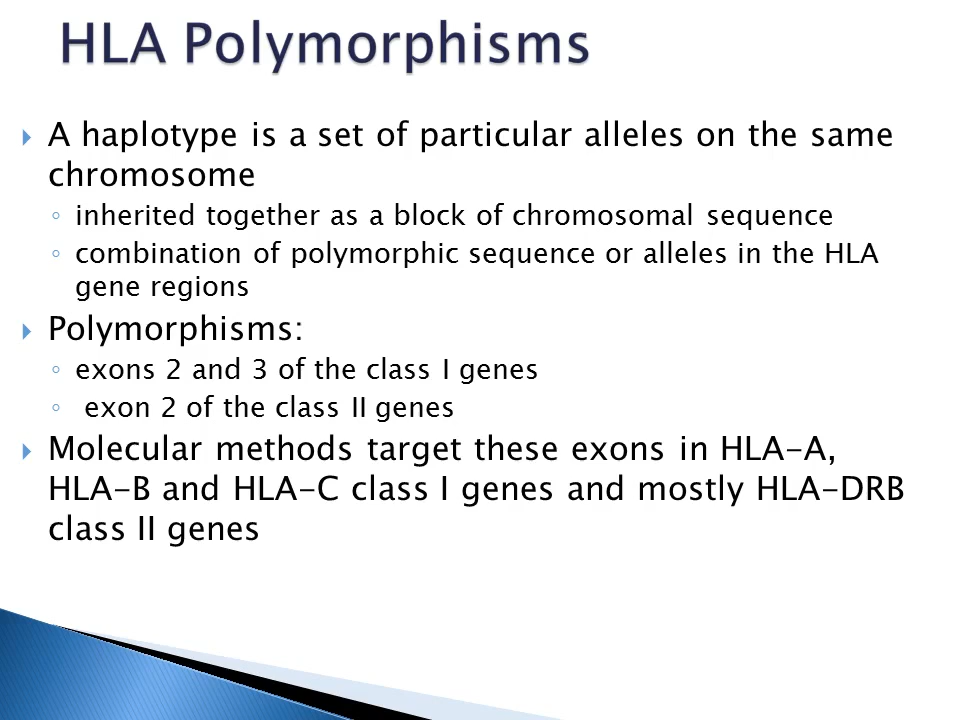 HLA Polymorphisms
A haplotype is a set of particular alleles on the same
chromosome
inherited together as a block of chromosomal sequence
combination of polymorphic sequence or alleles in the HLA
gene regions
Polymorphisms:
exons 2 and 3 of the class I genes
exon 2 of the class II genes
Molecular methods target these exons in HLA-A,
HLA-B and HLA-C class I genes and mostly HLA-DRB
class II genes